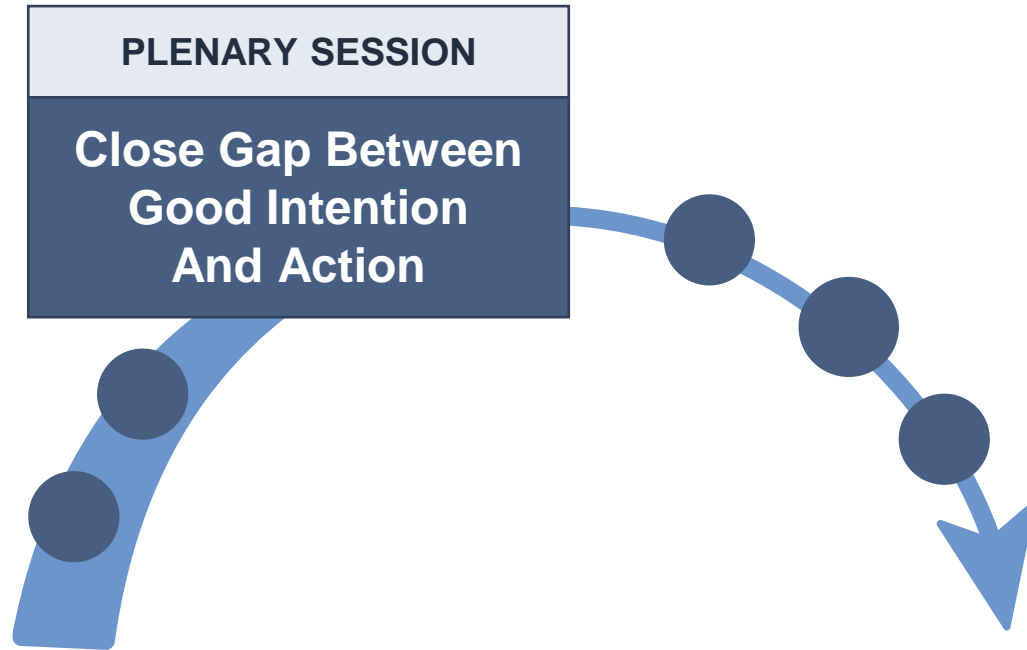 PLENARY SESSION
Close Gap Between
Good Intention
And Action